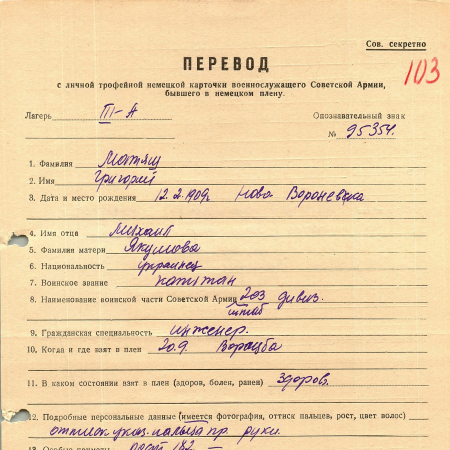 Сов. секретно
103
ПЕРЕВОД
с личной трофейной немецкой карточки военнослужащего Советской Армии,
бывшего в немецком плену.
Лагерь III-А Опознавательный знак
№ 95354.
1. Фамилия Матяш
2. Имя Григорий
3. Дата и место рождения 12.2.1909г Ново Воронцовка
4. Имя отца Михаил
5. Фамилия матери Якимова
6. Национальность украинец
7. Воинское звание капитан
8. Наименование воинской части Советской Армии 203 дивиз.
штаб
9. Гражданская специальность инженер.
10. Когда и где взят в плен 20.9. Воро
11. В каком состоянии взят в плен (здоров, болен, ранен) здоров.
12. Подробные персональные данные (имеется фотография, оттиск пальцев, рост, цвет волос)
оттиск указ. пальца пр руки.
13. Особые приметы рост 182 —